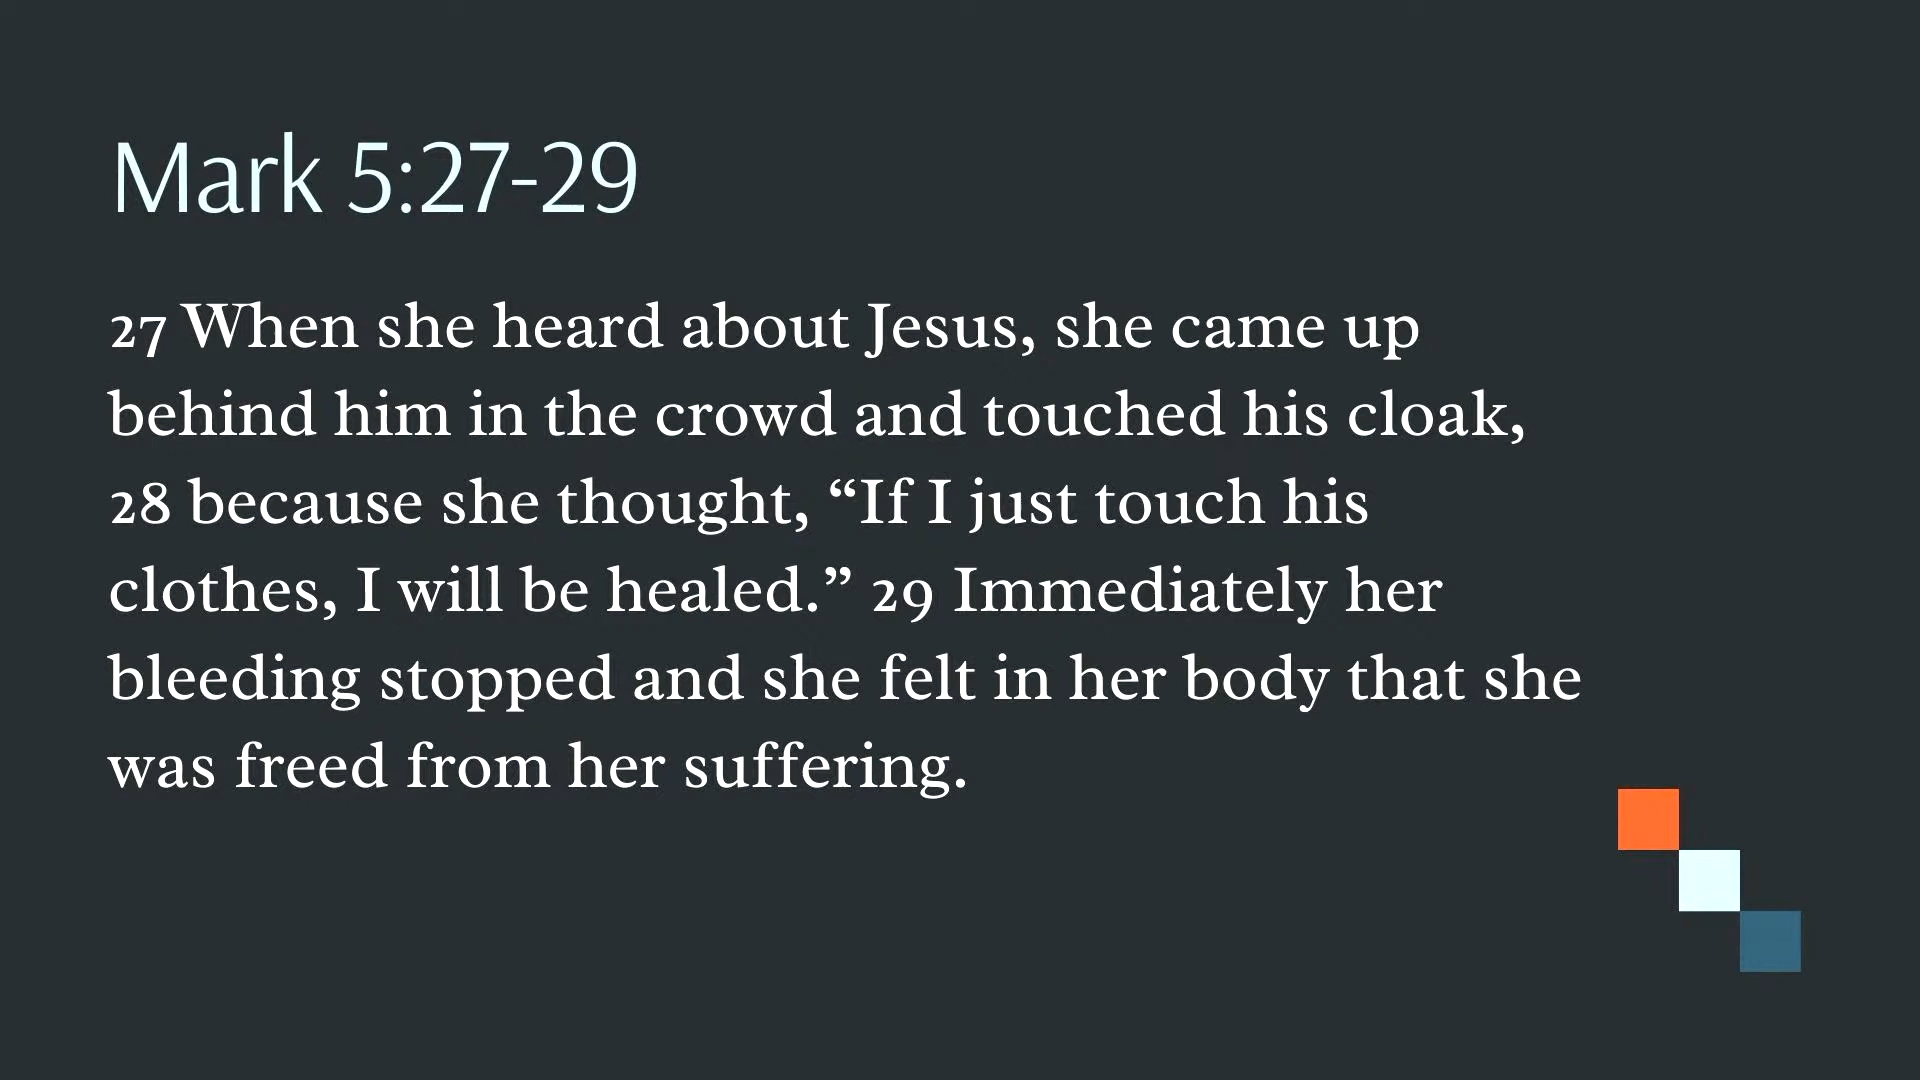 Mark 5:27-29
27 When she heard about Jesus, she came up
behind him in the crowd and touched his cloak,
28 because she thought, “If I just touch his
clothes, I will be healed.” 29 Immediately her
bleeding stopped and she felt in her body that she
was freed from her suffering.